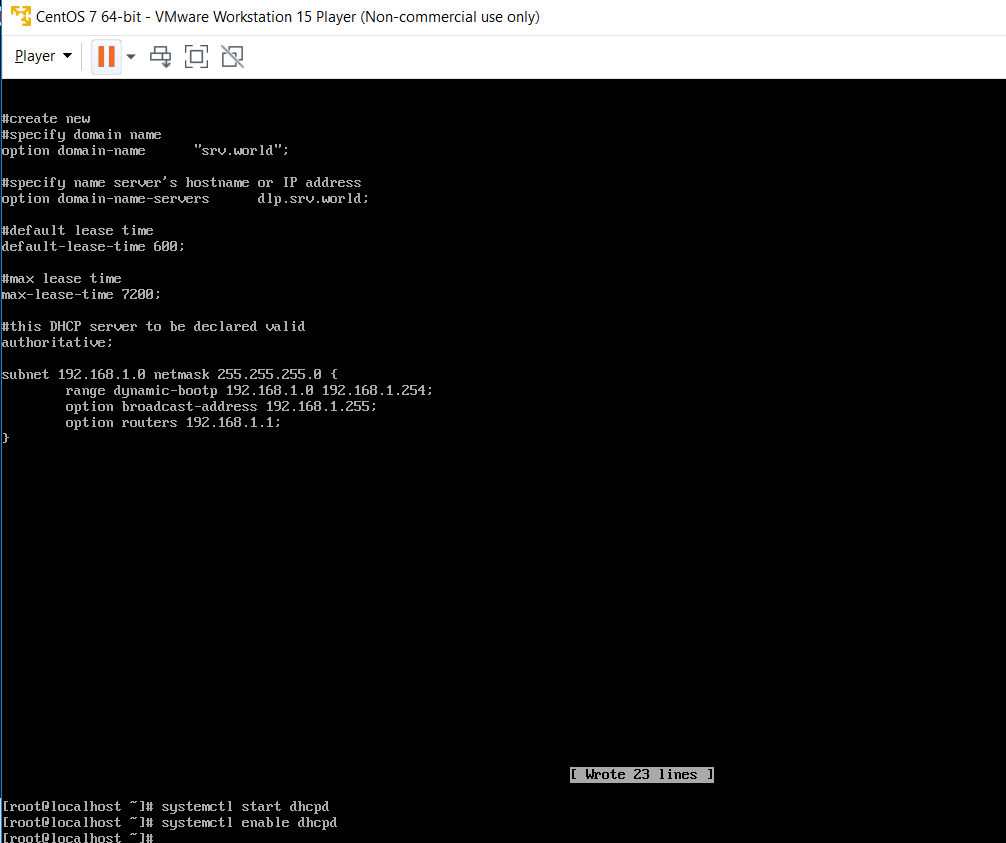 CentOS 7 64-bit - VMware Workstation 15 Player (Non-commercial use only)
Player
#create new
#specify domain name
option domain-name "srv.world";
#specify name server's hostname or IP address
option domain-name-servers dlp.srv.world;
#default lease time
default-lease-time 600;
#max lease time
max-lease-time 7200;
#this DHCP server to be declared valid
authoritative;
subnet 192.168.1.0 netmask 255.255.255.0 {
range dynamic-bootp 192.168.1.0 192.168.1.254;
option broadcast-address 192.168.1.255;
option routers 192.168.1.1;
}
[ Wrote 23 lines ]
[root@localhost ~]# systemctl start dhcpd
[root@localhost ~]# systemctl enable dhcpd
[root@localhost ~]#